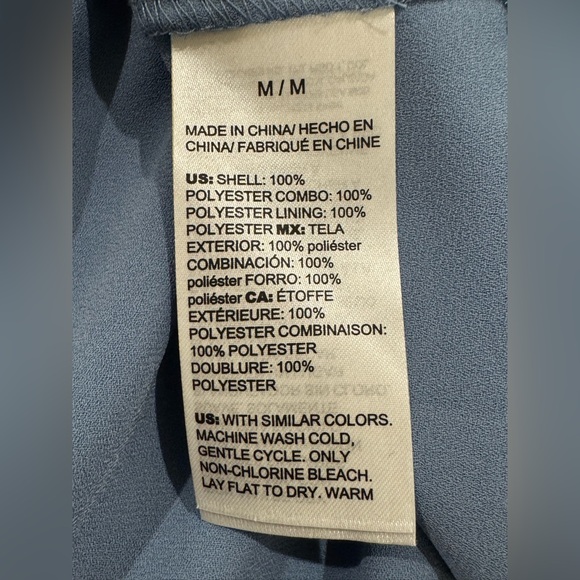 M / M
MADE IN CHINA/ HECHO EN
CHINA/ FABRIQUÉ EN CHINE
US: SHELL: 100%
POLYESTER COMBO: 100%
POLYESTER LINING: 100%
POLYESTER MX: TELA
EXTERIOR: 100% poliéster
COMBINACIÓN: 100%
poliéster FORRO: 100%
poliéster CA: ÉTOFFE
EXTÉRIEURE: 100%
POLYESTER COMBINAISON:
100% POLYESTER
DOUBLURE: 100%
POLYESTER
US: WITH SIMILAR COLORS.
MACHINE WASH COLD,
GENTLE CYCLE. ONLY
NON-CHLORINE BLEACH.
LAY FLAT TO DRY. WARM